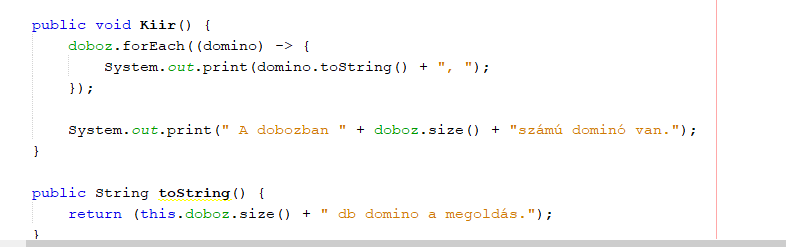 public void Kiir() {
doboz.forEach((domino) -> {
System.out.print(domino.toString() + ", ");
});
System.out.print(" A dobozban " + doboz.size() + "számú dominó van.");
}
public String toString() {
return (this.doboz.size() + " db domino a megoldás.");
}